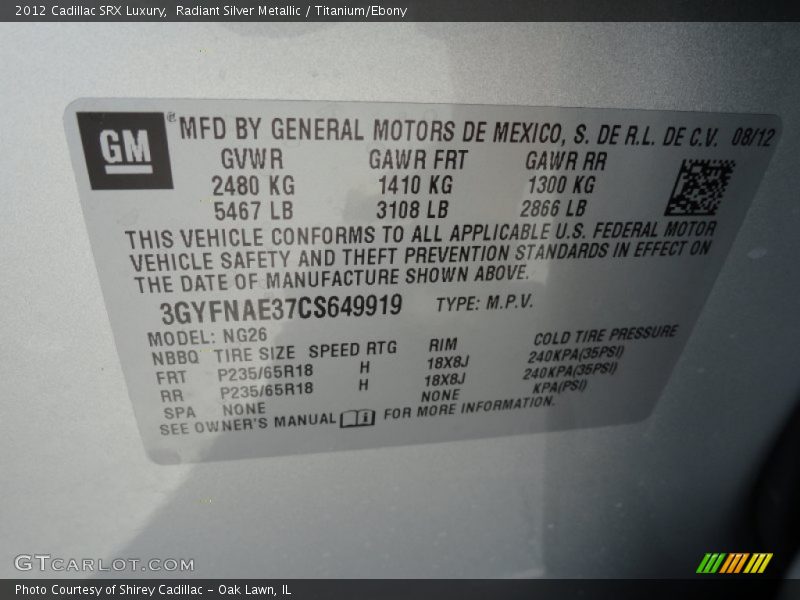 2012 Cadillac SRX Luxury,  Radiant Silver Metallic / Titanium/Ebony
GM ® MFD BY GENERAL MOTORS DE MEXICO, S. DE R.L. DE C.V. 08/12
GVWR GAWR FRT GAWR RR
2480 KG 1410 KG 1300 KG
5467 LB 3108 LB 2866 LB
THIS VEHICLE CONFORMS TO ALL APPLICABLE U.S. FEDERAL MOTOR
VEHICLE SAFETY AND THEFT PREVENTION STANDARDS IN EFFECT ON
THE DATE OF MANUFACTURE SHOWN ABOVE.
3GYFNAE37CS649919 TYPE: M.P.V.
MODEL: NG26
NBBQ TIRE SIZE SPEED RTG RIM COLD TIRE PRESSURE
FRT P235/65R18 H 18X8J 240KPA(35PSI)
RR P235/65R18 H 18X8J 240KPA(35PSI)
SPA NONE NONE KPA(PSI)
SEE OWNER'S MANUAL FOR MORE INFORMATION.
GTCARLOT.COM
Photo Courtesy of Shirey Cadillac - Oak Lawn, IL